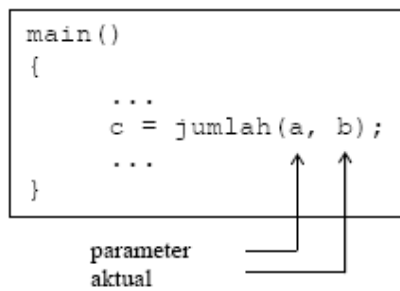 main()
{
...
c = jumlah(a, b);
...
}
parameter
aktual